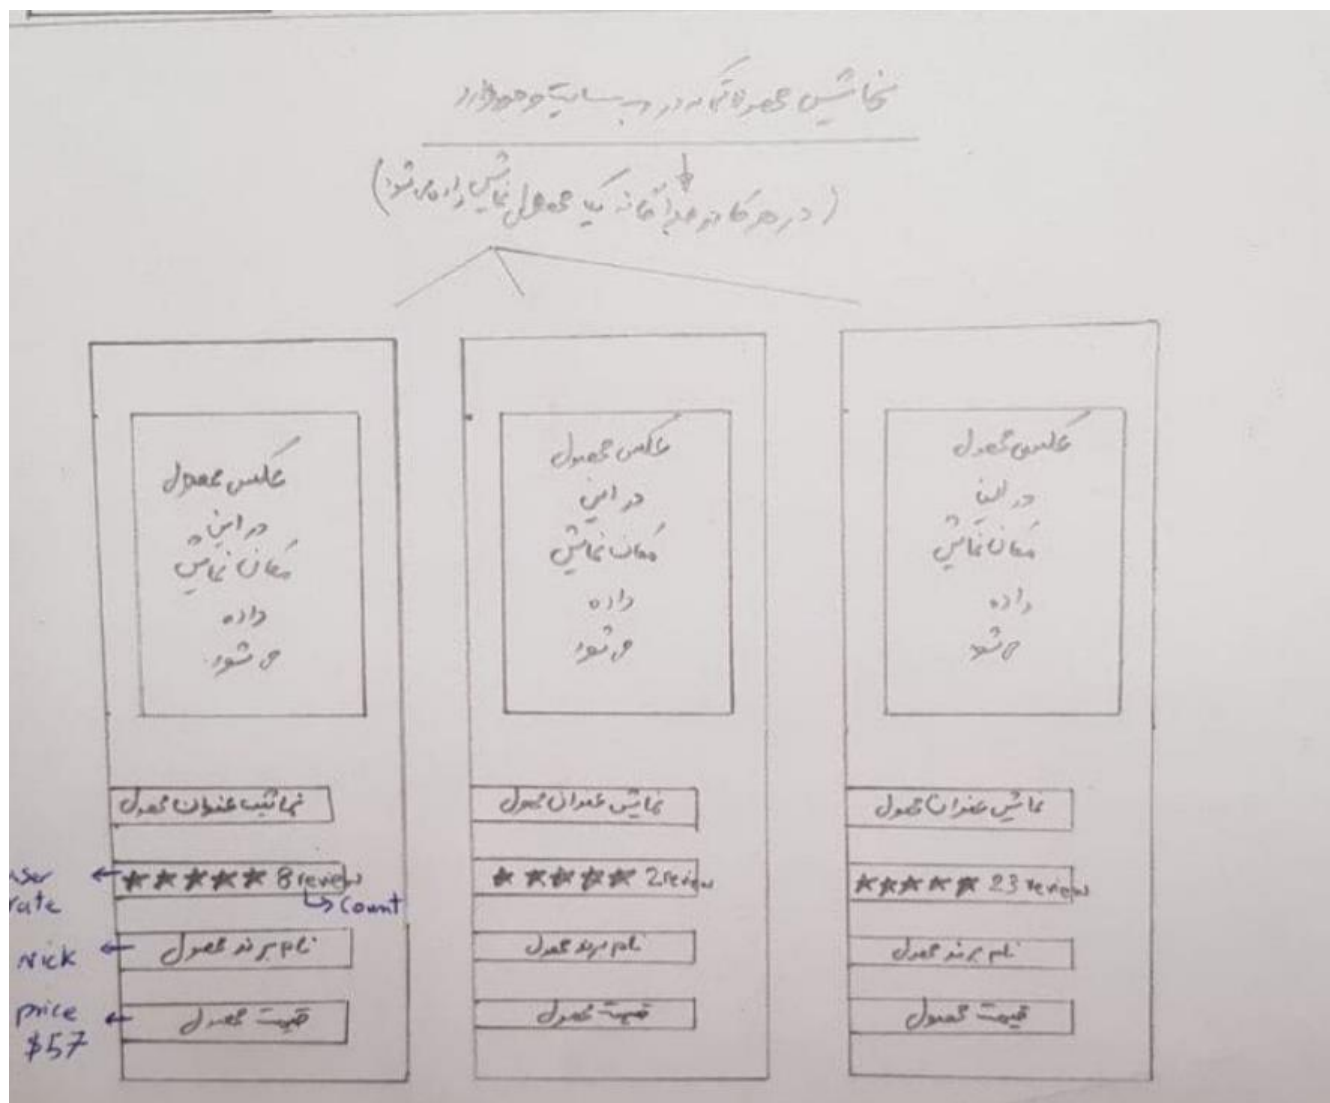 نمایش محصولاتی که در وب سایت وجود دارد
(در هر کادر جداگانه یک محصول نمایش داده می شود)
عکس محصول
در این
مکان نمایش
داده
می شود
نمایش عنوان محصول
★★★★★ 8 review
user rate
count
نام برند محصول
Nick
قیمت محصول
price
$57
عکس محصول
در این
مکان نمایش
داده
می شود
نمایش عنوان محصول
★★★★★ 2 review
نام برند محصول
قیمت محصول
عکس محصول
در این
مکان نمایش
داده
می شود
نمایش عنوان محصول
★★★★★ 23 review
نام برند محصول
قیمت محصول